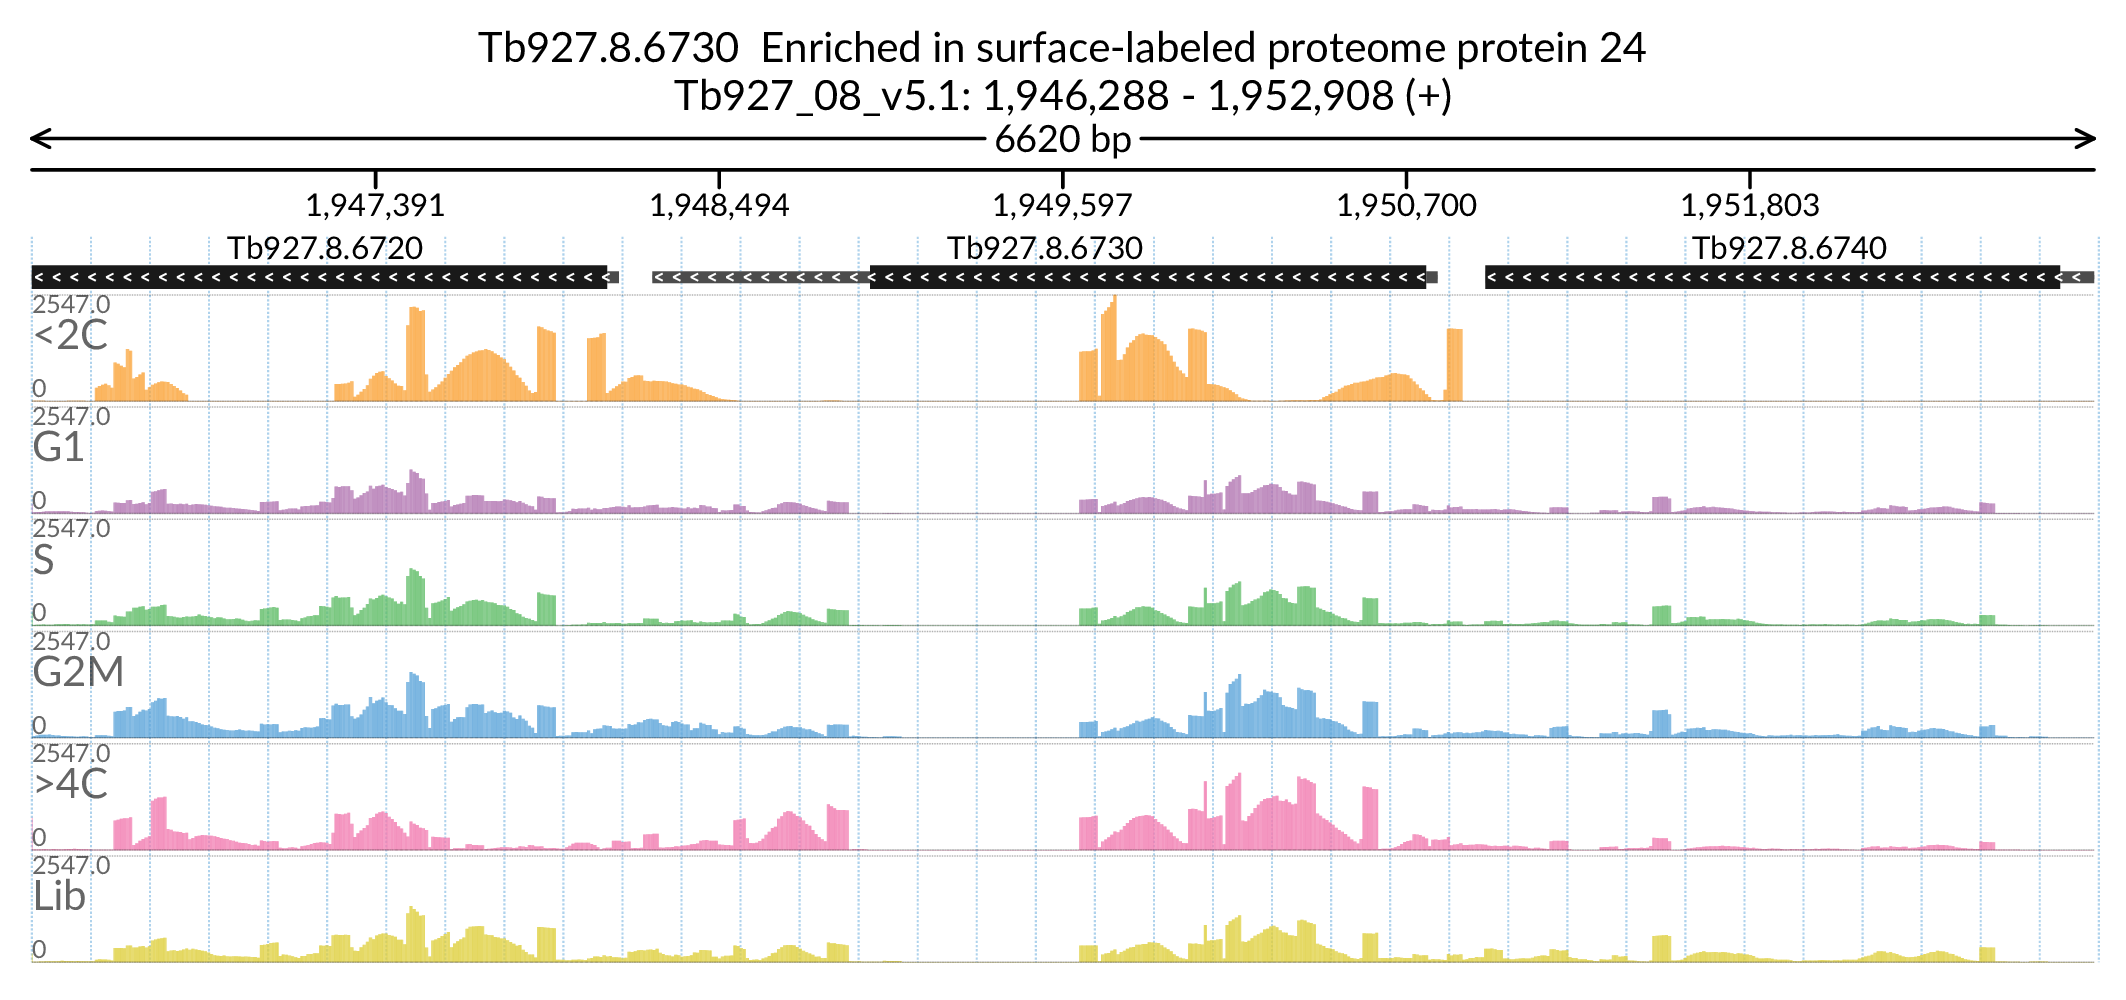 Tb927.8.6730  Enriched in surface-labeled proteome protein 24
Tb927_08_v5.1: 1,946,288 - 1,952,908 (+)
6620 bp
1,947,391 1,948,494 1,949,597 1,950,700 1,951,803
Tb927.8.6720 Tb927.8.6730 Tb927.8.6740
2547.0
<2C
0
2547.0
G1
0
2547.0
S
0
2547.0
G2M
0
2547.0
>4C
0
2547.0
Lib
0